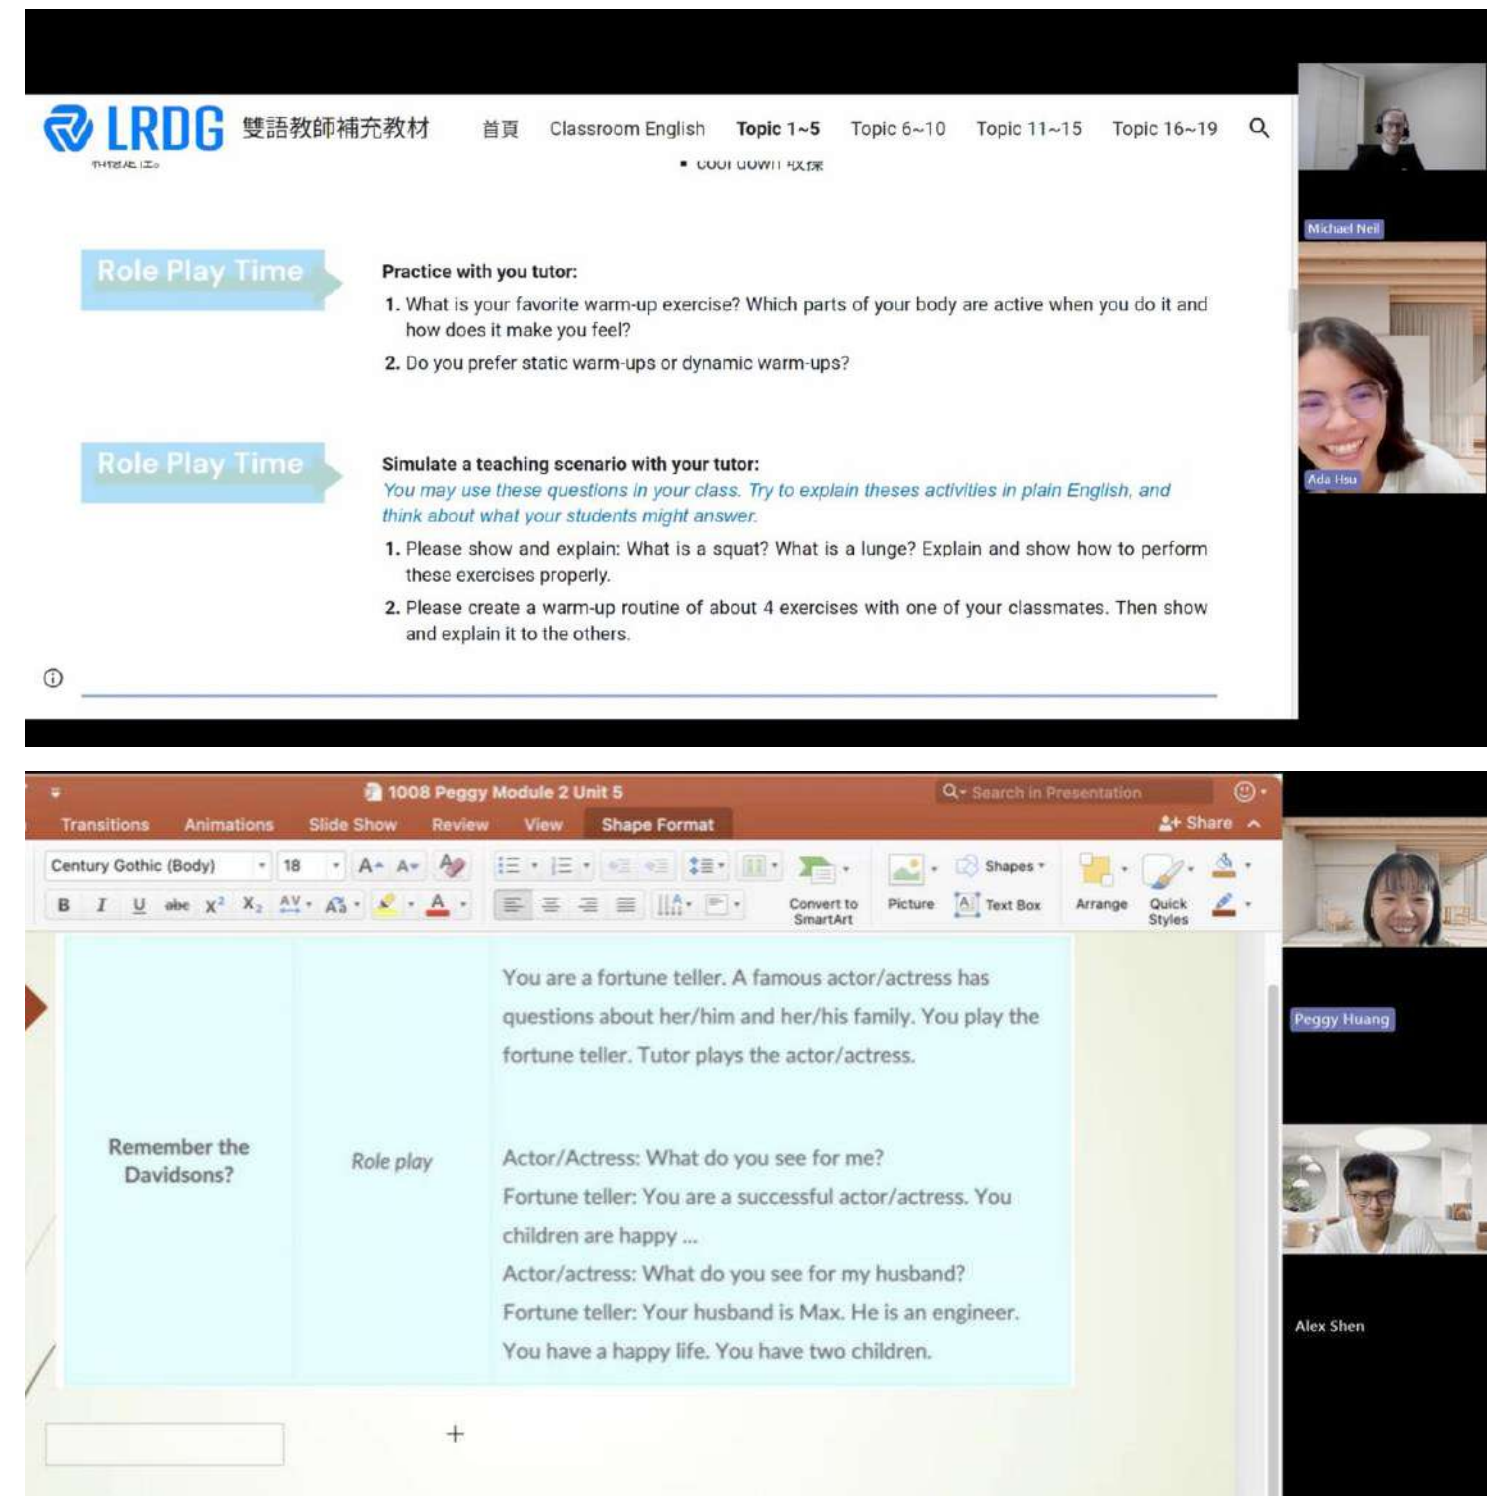 LRDG 雙語教師補充教材 首頁 Classroom English Topic 1~5 Topic 6~10 Topic 11~15 Topic 16~19
▪ cool down 收操
Role Play Time
Practice with you tutor:
1. What is your favorite warm-up exercise? Which parts of your body are active when you do it and
how does it make you feel?
2. Do you prefer static warm-ups or dynamic warm-ups?
Role Play Time
Simulate a teaching scenario with your tutor:
You may use these questions in your class. Try to explain theses activities in plain English, and
think about what your students might answer.
1. Please show and explain: What is a squat? What is a lunge? Explain and show how to perform
these exercises properly.
2. Please create a warm-up routine of about 4 exercises with one of your classmates. Then show
and explain it to the others.
Michael Neil
Ada Hsu
1008 Peggy Module 2 Unit 5
Search in Presentation
Transitions Animations Slide Show Review View Shape Format
Share
Century Gothic (Body) 18 A A A
Shapes
B I U abc X² X₂ AV Aa A
Convert to
SmartArt
Picture
A Text Box
Arrange
Quick
Styles
Remember the
Davidsons?
Role play
You are a fortune teller. A famous actor/actress has
questions about her/him and her/his family. You play the
fortune teller. Tutor plays the actor/actress.
Actor/Actress: What do you see for me?
Fortune teller: You are a successful actor/actress. You
children are happy ...
Actor/actress: What do you see for my husband?
Fortune teller: Your husband is Max. He is an engineer.
You have a happy life. You have two children.
Peggy Huang
Alex Shen